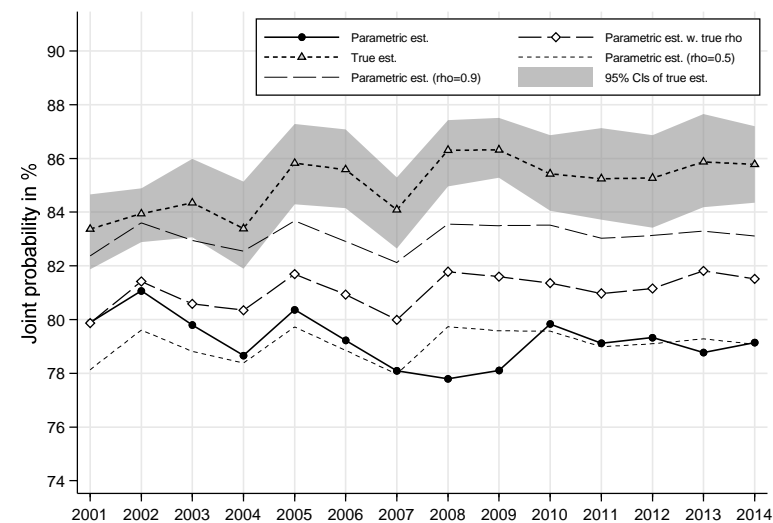 Parametric est.
Parametric est. w. true rho
True est.
Parametric est. (rho=0.5)
Parametric est. (rho=0.9)
95% CIs of true est.
Joint probability in %
90
88
86
84
82
80
78
76
74
2001 2002 2003 2004 2005 2006 2007 2008 2009 2010 2011 2012 2013 2014